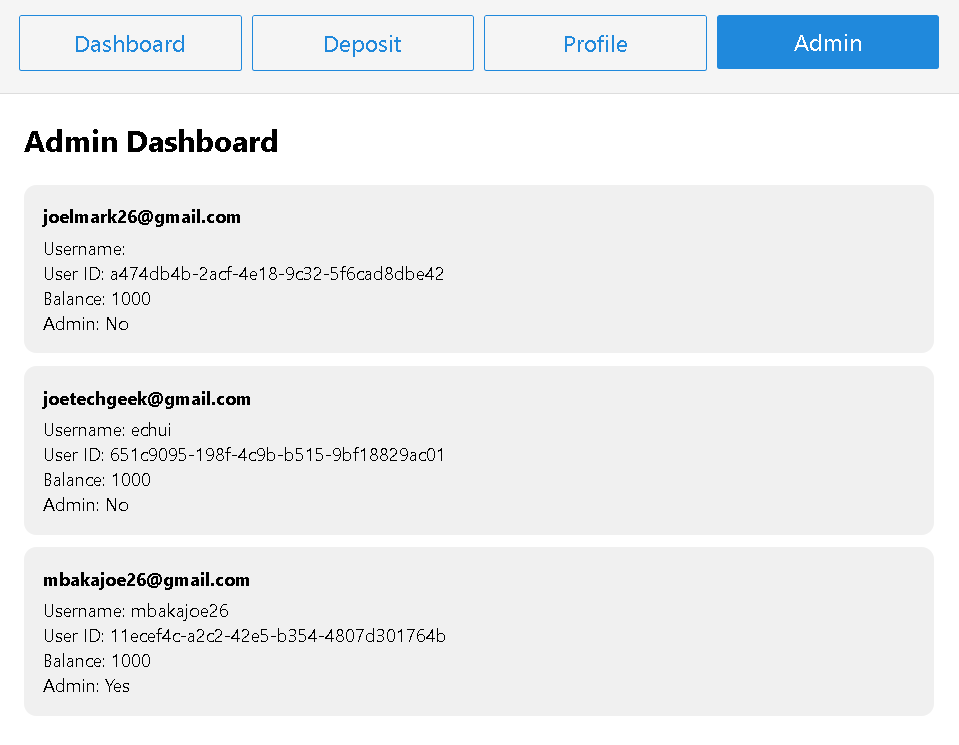 Dashboard Deposit Profile Admin
Admin Dashboard
joelmark26@gmail.com
Username:
User ID: a474db4b-2acf-4e18-9c32-5f6cad8dbe42
Balance: 1000
Admin: No
joetechgeek@gmail.com
Username: echui
User ID: 651c9095-198f-4c9b-b515-9bf18829ac01
Balance: 1000
Admin: No
mbakajoe26@gmail.com
Username: mbakajoe26
User ID: 11ecef4c-a2c2-42e5-b354-4807d301764b
Balance: 1000
Admin: Yes